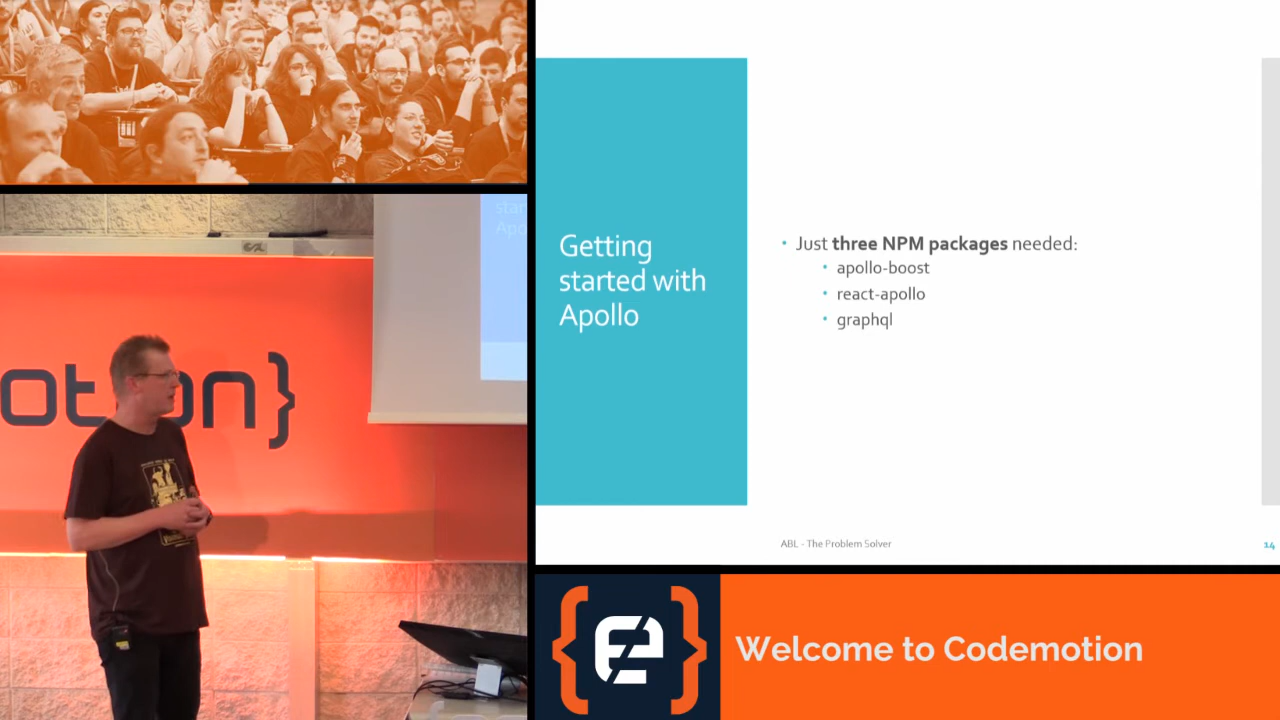 Getting
started with
Apollo
• Just three NPM packages needed:
• apollo-boost
• react-apollo
• graphql
ABL - The Problem Solver
14
otion}
Welcome to Codemotion